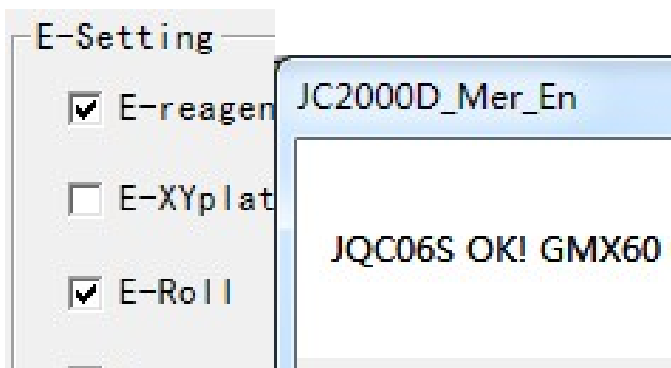 E-Setting
E-reagen
E-XYplat
E-Roll
JC2000D_Mer_En
JQC06S OK! GMX60